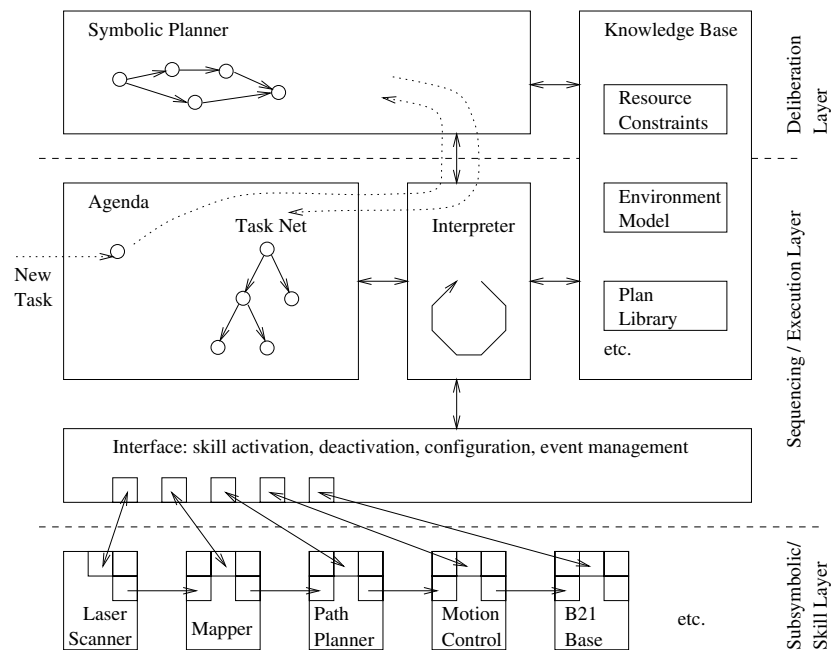 Symbolic Planner
Knowledge Base
Resource
Constraints
Deliberation
Layer
Agenda
Task Net
Interpreter
Environment
Model
New
Task
Plan
Library
etc.
Sequencing / Execution Layer
Interface: skill activation, deactivation, configuration, event management
Laser
Scanner
Mapper
Path
Planner
Motion
Control
B21
Base
etc.
Subsymbolic/
Skill Layer